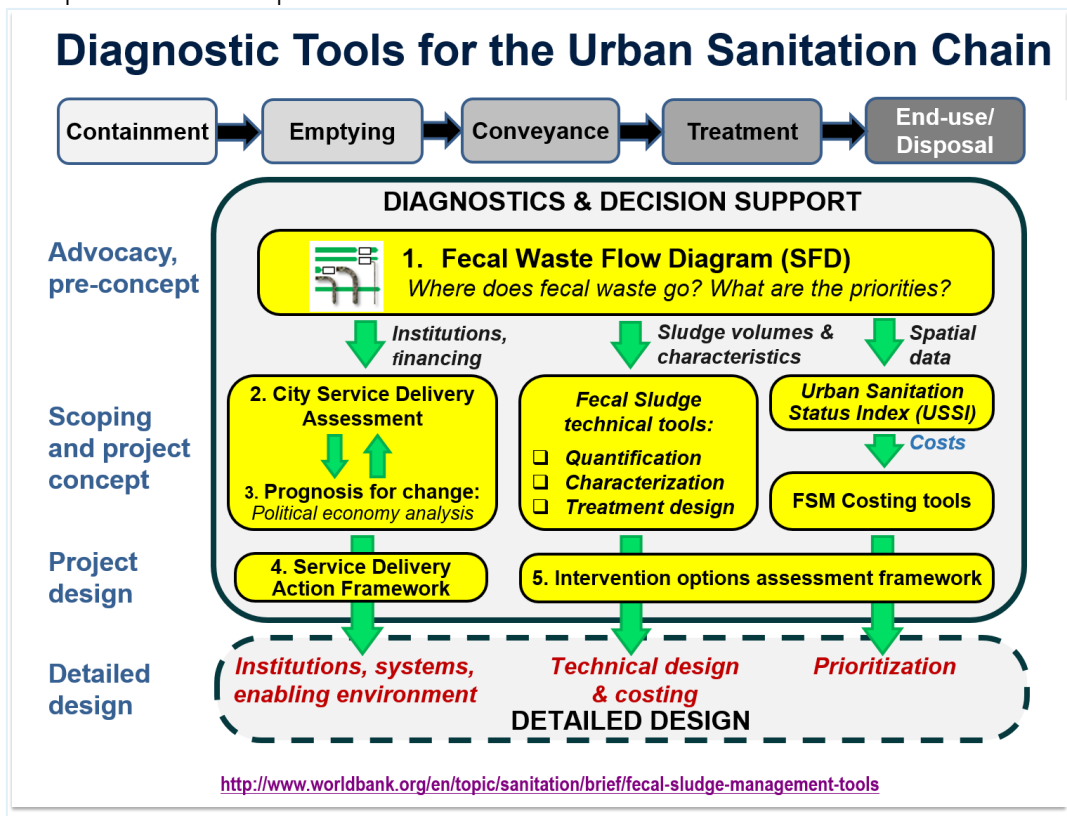 Diagnostic Tools for the Urban Sanitation Chain
Containment
Emptying
Conveyance
Treatment
End-use/
Disposal
DIAGNOSTICS & DECISION SUPPORT
Advocacy,
pre-concept
1. Fecal Waste Flow Diagram (SFD)
Where does fecal waste go? What are the priorities?
Institutions,
financing
Sludge volumes &
characteristics
Spatial
data
Scoping
and project
concept
2. City Service Delivery
Assessment
3. Prognosis for change:
Political economy analysis
Fecal Sludge
technical tools:
❑ Quantification
❑ Characterization
❑ Treatment design
Urban Sanitation
Status Index (USSI)
Costs
FSM Costing tools
Project
design
4. Service Delivery
Action Framework
5. Intervention options assessment framework
Detailed
design
Institutions, systems,
enabling environment
Technical design
& costing
Prioritization
DETAILED DESIGN
http://www.worldbank.org/en/topic/sanitation/brief/fecal-sludge-management-tools